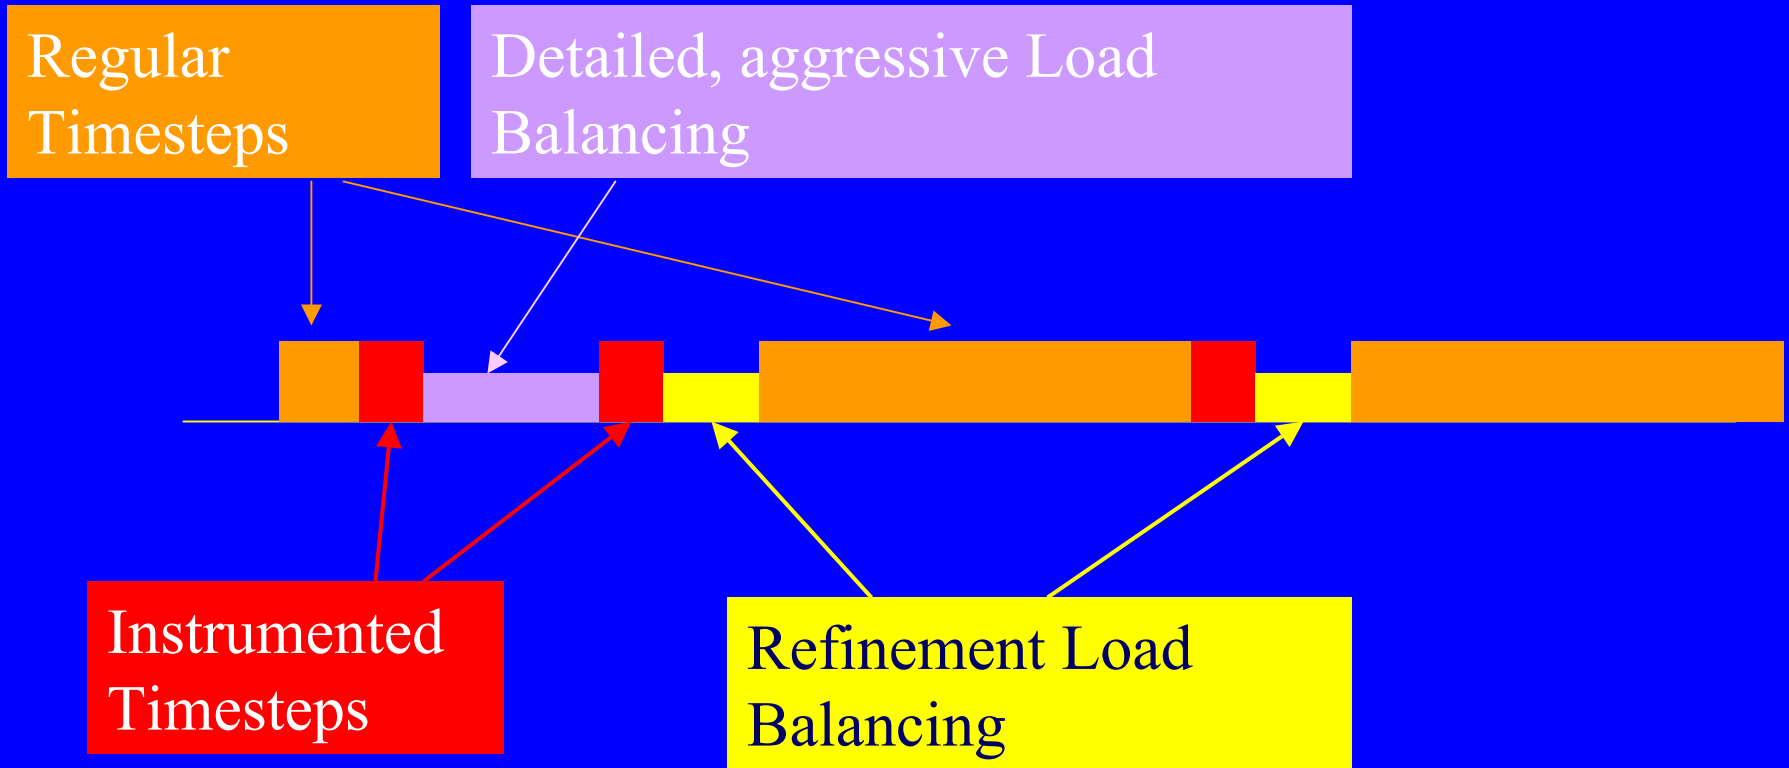 Regular
Timesteps
Detailed, aggressive Load
Balancing
Instrumented
Timesteps
Refinement Load
Balancing